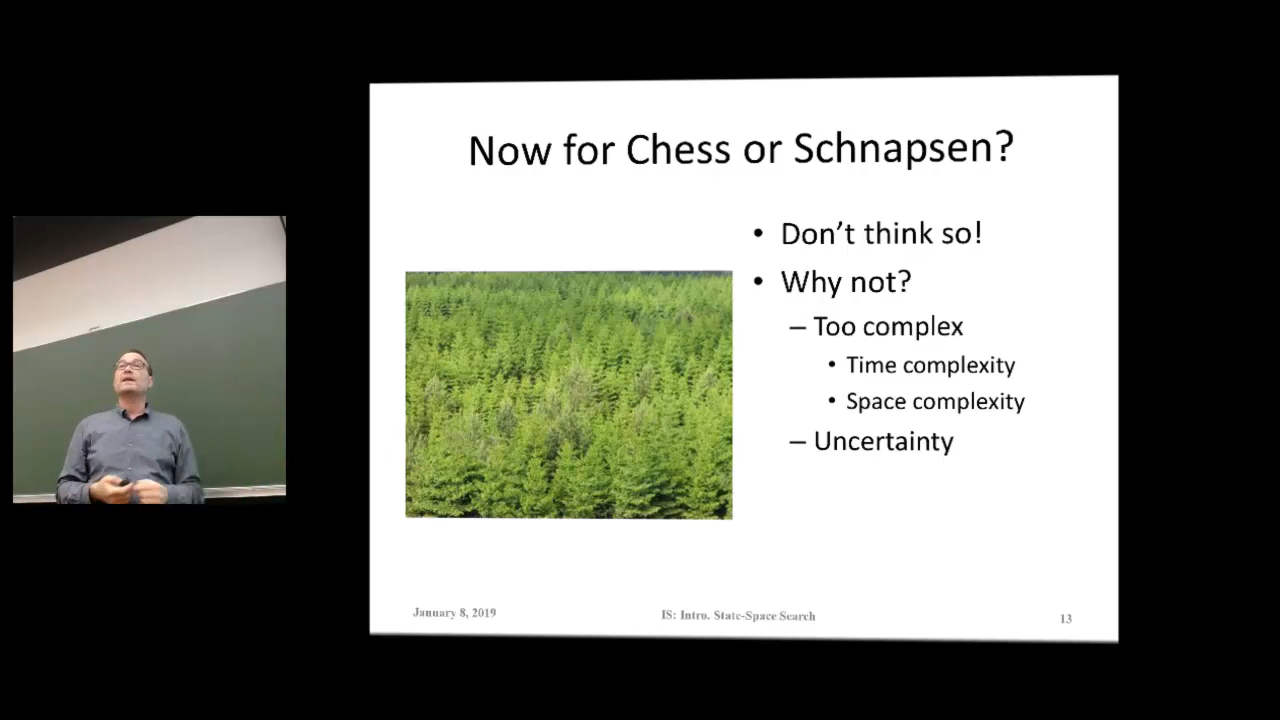 Now for Chess or Schnapsen?
• Don't think so!
• Why not?
– Too complex
• Time complexity
• Space complexity
– Uncertainty
January 8, 2019
IS: Intro. State-Space Search
13